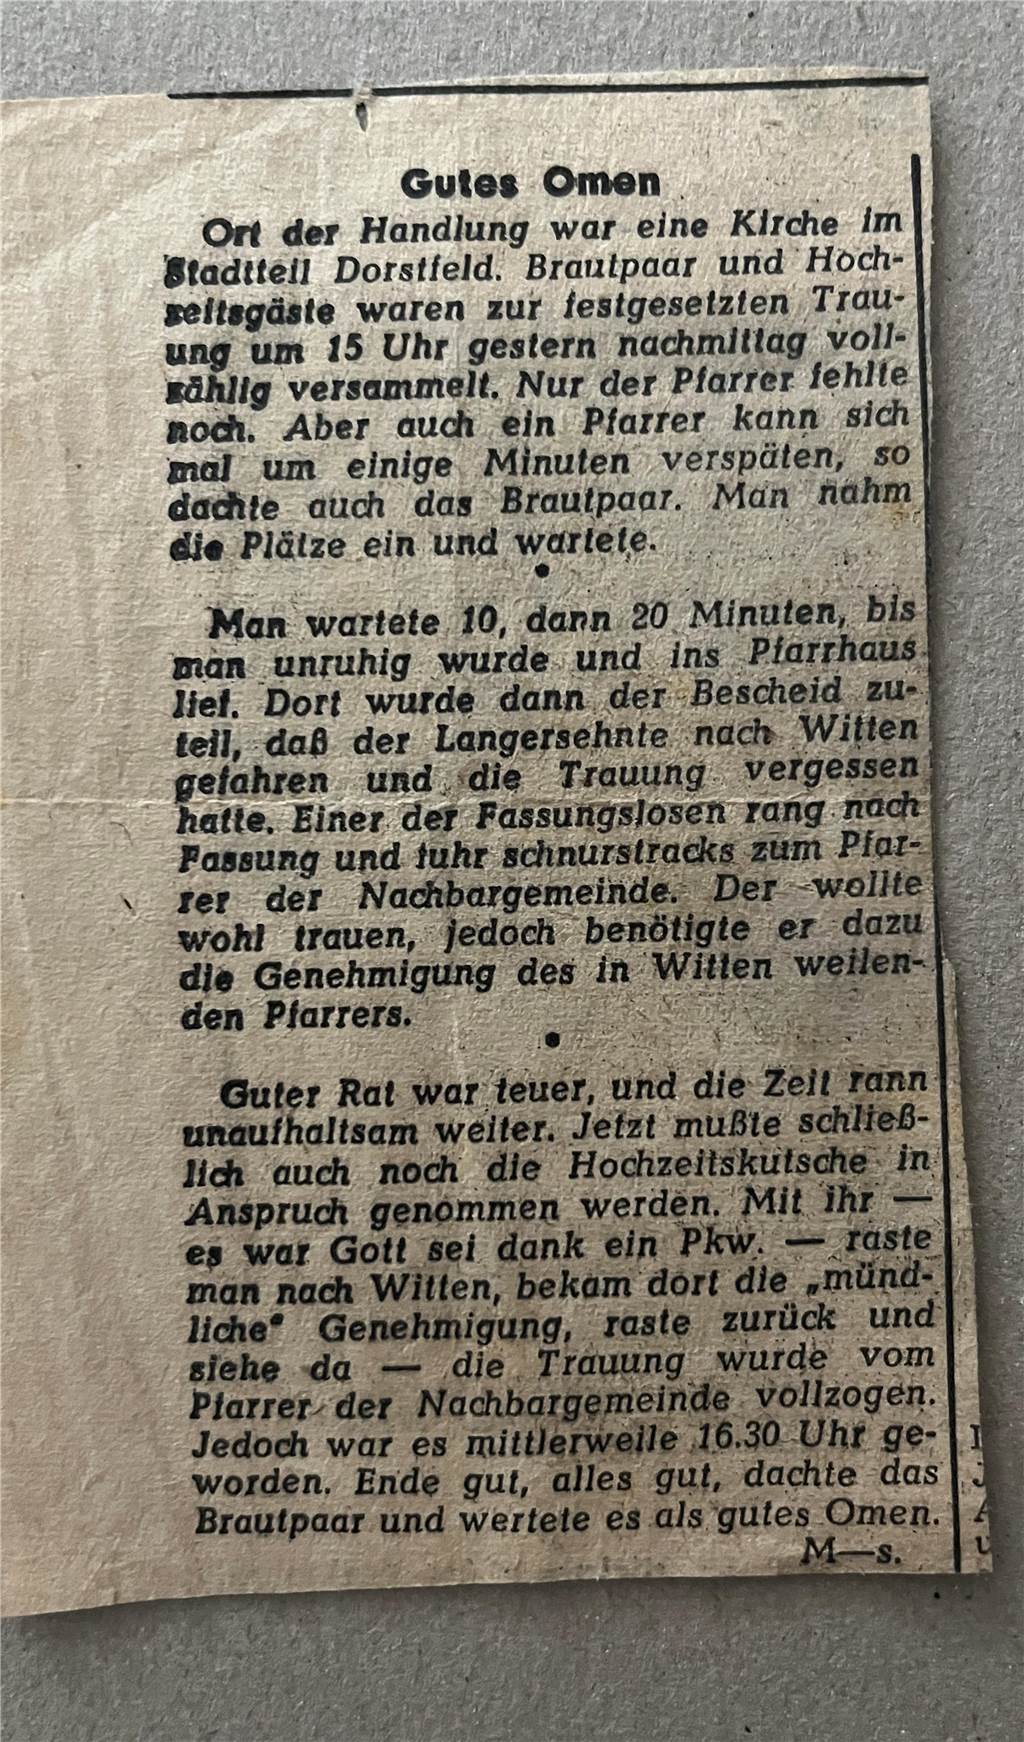 Gutes Omen
Ort der Handlung war eine Kirche im
Stadtteil Dorstfeld. Brautpaar und Hoch-
zeitsgäste waren zur festgesetzten Trau-
ung um 15 Uhr gestern nachmittag voll-
zählig versammelt. Nur der Pfarrer fehlte
noch. Aber auch ein Pfarrer kann sich
mal um einige Minuten verspäten, so
dachte auch das Brautpaar. Man nahm
die Plätze ein und wartete.
•
Man wartete 10, dann 20 Minuten, bis
man unruhig wurde und ins Pfarrhaus
lief. Dort wurde dann der Bescheid zu-
teil, daß der Langersehnte nach Witten
gefahren und die Trauung vergessen
hatte. Einer der Fassungslosen rang nach
Fassung und fuhr schnurstracks zum Pfar-
rer der Nachbargemeinde. Der wollte
wohl trauen, jedoch benötigte er dazu
die Genehmigung des in Witten weilen-
den Pfarrers.
•
Guter Rat war teuer, und die Zeit rann
unaufhaltsam weiter. Jetzt mußte schließ-
lich auch noch die Hochzeitskutsche in
Anspruch genommen werden. Mit ihr —
es war Gott sei dank ein Pkw. — raste
man nach Witten, bekam dort die „münd-
liche" Genehmigung, raste zurück und
siehe da — die Trauung wurde vom
Pfarrer der Nachbargemeinde vollzogen.
Jedoch war es mittlerweile 16.30 Uhr ge-
worden. Ende gut, alles gut, dachte das
Brautpaar und wertete es als gutes Omen.
M—s.